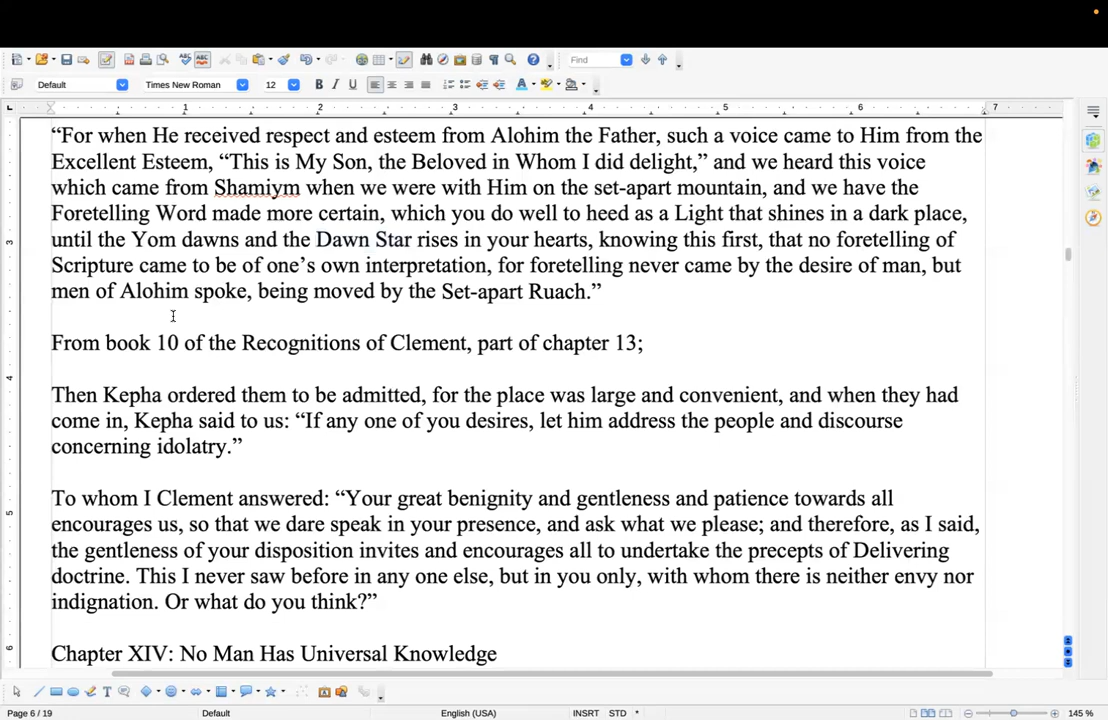 Find
Default
Times New Roman
12
1
2
3
4
5
6
7
“For when He received respect and esteem from Alohim the Father, such a voice came to Him from the
Excellent Esteem, “This is My Son, the Beloved in Whom I did delight,” and we heard this voice
which came from Shamiym when we were with Him on the set-apart mountain, and we have the
Foretelling Word made more certain, which you do well to heed as a Light that shines in a dark place,
3
until the Yom dawns and the Dawn Star rises in your hearts, knowing this first, that no foretelling of
Scripture came to be of one’s own interpretation, for foretelling never came by the desire of man, but
men of Alohim spoke, being moved by the Set-apart Ruach.”
From book 10 of the Recognitions of Clement, part of chapter 13;
4
Then Kepha ordered them to be admitted, for the place was large and convenient, and when they had
come in, Kepha said to us: “If any one of you desires, let him address the people and discourse
concerning idolatry.”
To whom I Clement answered: “Your great benignity and gentleness and patience towards all
5
encourages us, so that we dare speak in your presence, and ask what we please; and therefore, as I said,
the gentleness of your disposition invites and encourages all to undertake the precepts of Delivering
doctrine. This I never saw before in any one else, but in you only, with whom there is neither envy nor
indignation. Or what do you think?”
6
Chapter XIV: No Man Has Universal Knowledge
Page 6 / 19
Default
English (USA)
INSRT
STD
*
145 %